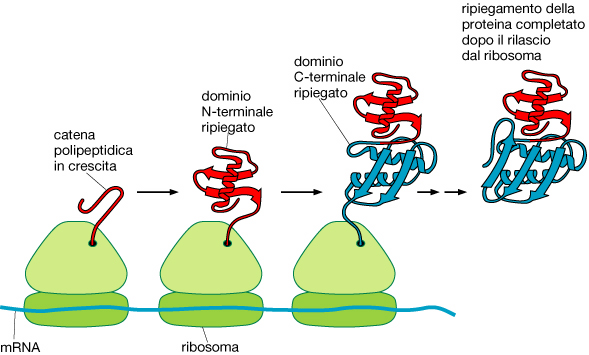 catena
polipeptidica
in crescita
dominio
N-terminale
ripiegato
dominio
C-terminale
ripiegato
ripiegamento della
proteina completato
dopo il rilascio
dal ribosoma
mRNA
ribosoma